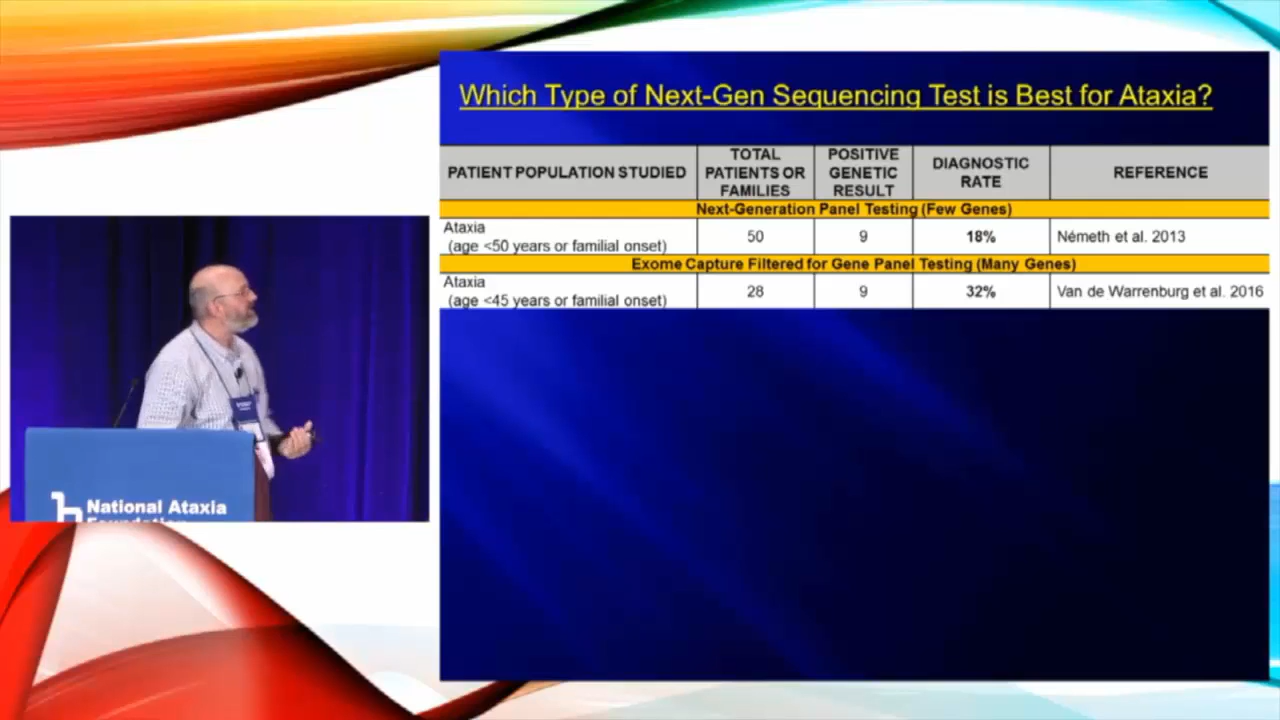 Which Type of Next-Gen Sequencing Test is Best for Ataxia?
PATIENT POPULATION STUDIED
TOTAL
PATIENTS OR
FAMILIES
POSITIVE
GENETIC
RESULT
DIAGNOSTIC
RATE
REFERENCE
Next-Generation Panel Testing (Few Genes)
Ataxia
(age <50 years or familial onset)
50
9
18%
Németh et al. 2013
Exome Capture Filtered for Gene Panel Testing (Many Genes)
Ataxia
(age <45 years or familial onset)
28
9
32%
Van de Warrenburg et al. 2016
National Ataxia
Foundation